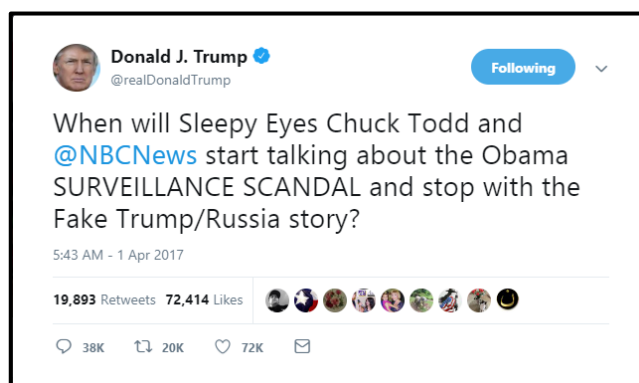 Donald J. Trump
@realDonaldTrump
Following
When will Sleepy Eyes Chuck Todd and
@NBCNews start talking about the Obama
SURVEILLANCE SCANDAL and stop with the
Fake Trump/Russia story?
5:43 AM - 1 Apr 2017
19,893 Retweets 72,414 Likes
38K 20K 72K